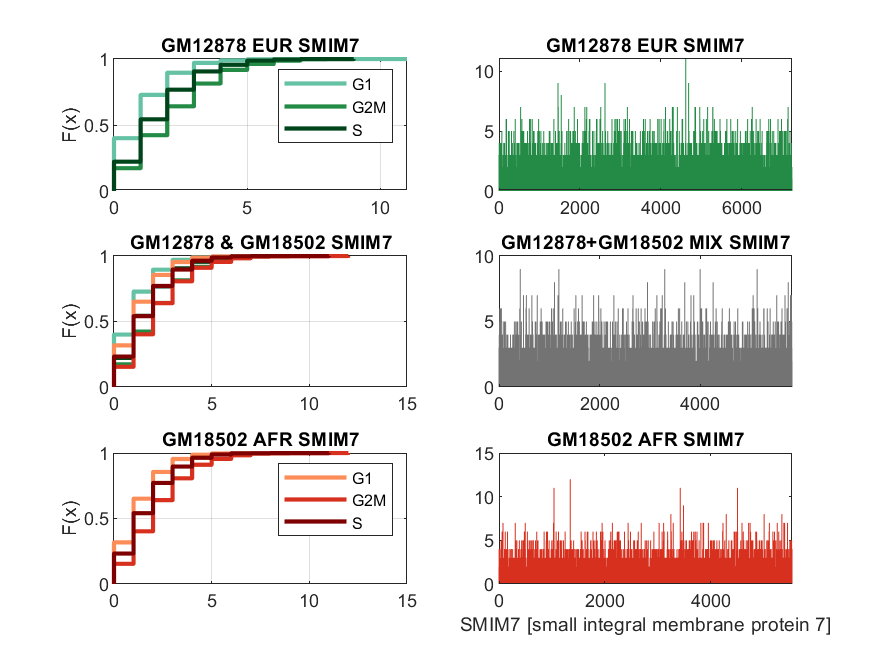 GM12878 EUR SMIM7
F(x)
1
0.5
0
0 5 10
G1
G2M
S
GM12878 EUR SMIM7
10
5
0
0 2000 4000 6000
GM12878 & GM18502 SMIM7
F(x)
1
0.5
0
0 5 10 15
GM12878+GM18502 MIX SMIM7
10
5
0
0 2000 4000
GM18502 AFR SMIM7
F(x)
1
0.5
0
0 5 10 15
G1
G2M
S
GM18502 AFR SMIM7
15
10
5
0
0 2000 4000
SMIM7 [small integral membrane protein 7]